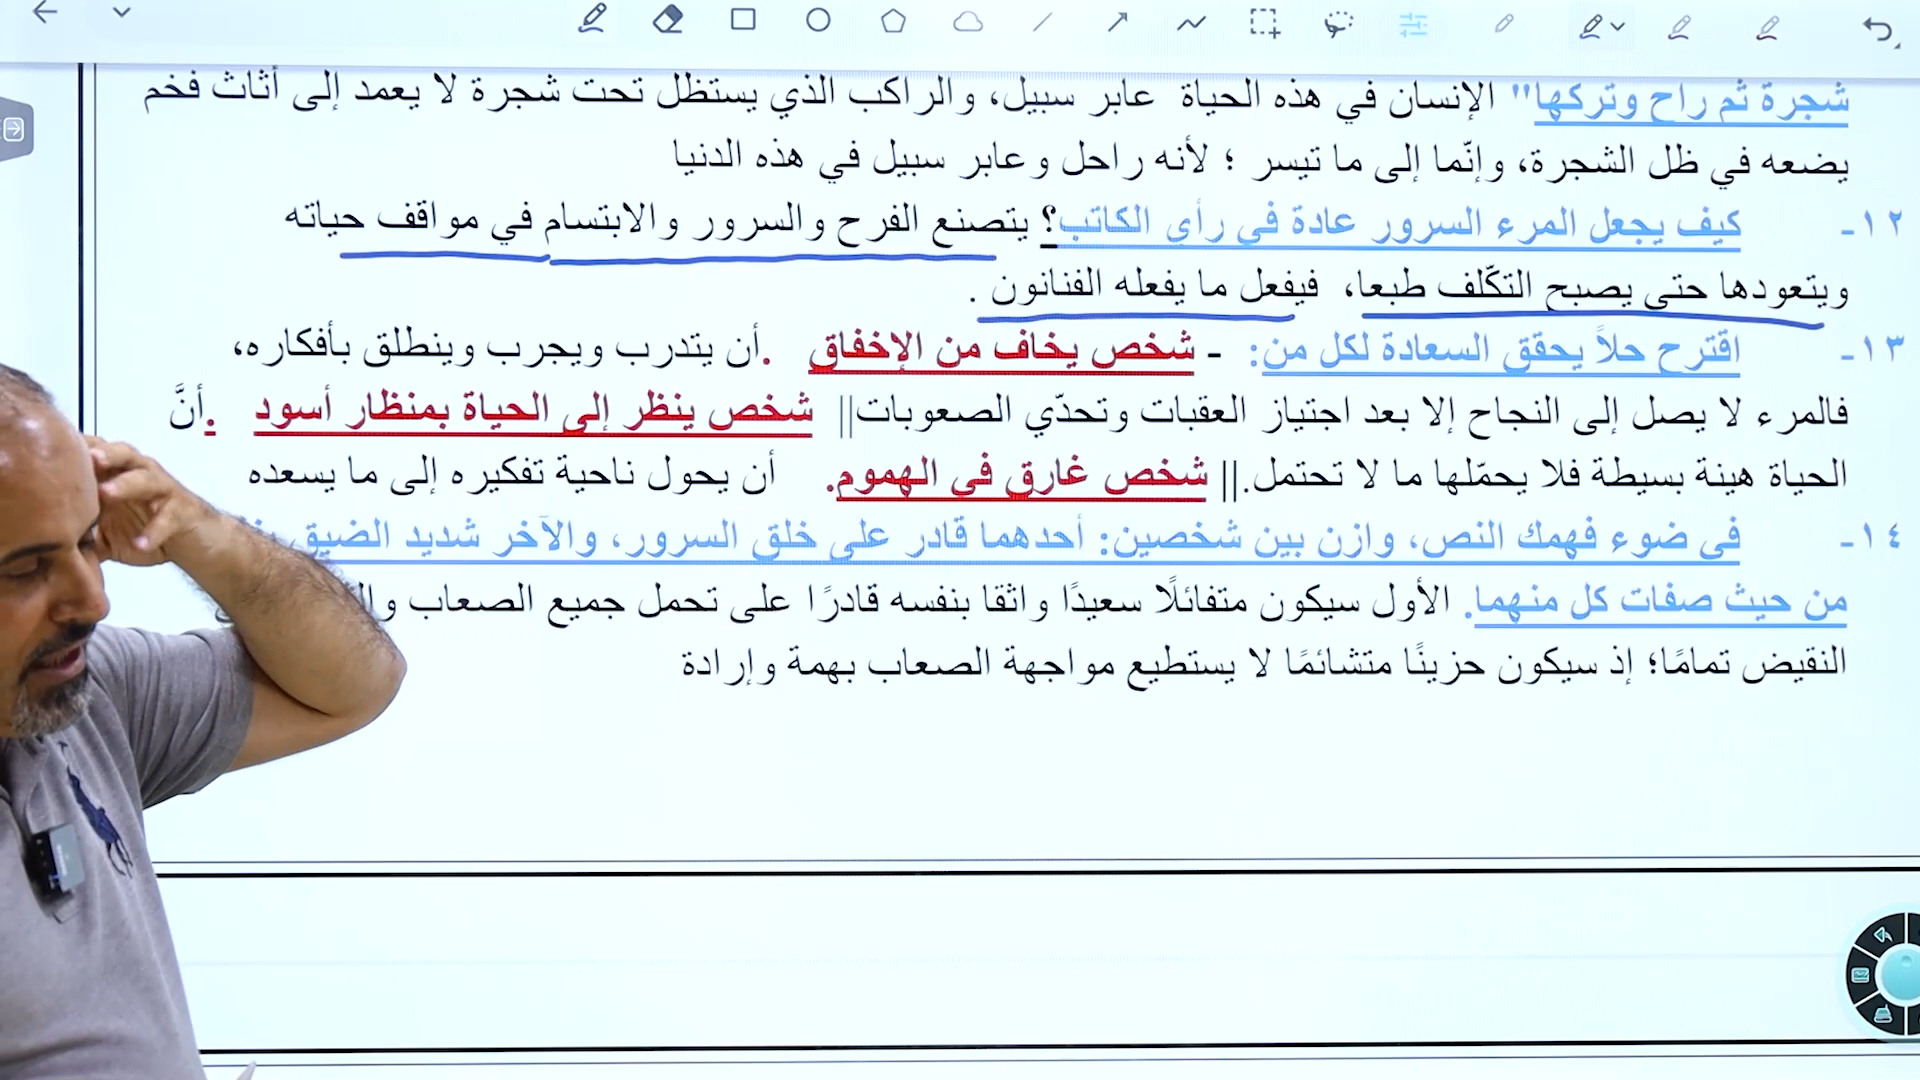 شجرة ثم راح وتركها" الإنسان في هذه الحياة عابر سبيل، والراكب الذي يستظل تحت شجرة لا يعمد إلى أثاث فخم
يضعه في ظل الشجرة، وإنّما إلى ما تيسر ؛ لأنه راحل وعابر سبيل في هذه الدنيا
١٢- كيف يجعل المرء السرور عادة في رأي الكاتب؟ يتصنع الفرح والسرور والابتسام في مواقف حياته
ويتعودها حتى يصبح التكّلف طبعا، فيفعل ما يفعله الفنانون .
١٣- اقترح حلاً يحقق السعادة لكل من: - شخص يخاف من الإخفاق .أن يتدرب ويجرب وينطلق بأفكاره،
فالمرء لا يصل إلى النجاح إلا بعد اجتياز العقبات وتحدّي الصعوبات|| شخص ينظر إلى الحياة بمنظار أسود .أنَّ
الحياة هينة بسيطة فلا يحمّلها ما لا تحتمل.|| شخص غارق في الهموم. أن يحول ناحية تفكيره إلى ما يسعده
١٤- في ضوء فهمك النص، وازن بين شخصين: أحدهما قادر على خلق السرور، والآخر شديد الضيق
من حيث صفات كل منهما. الأول سيكون متفائلًا سعيدًا واثقا بنفسه قادرًا على تحمل جميع الصعاب
النقيض تمامًا؛ إذ سيكون حزينًا متشائمًا لا يستطيع مواجهة الصعاب بهمة وإرادة